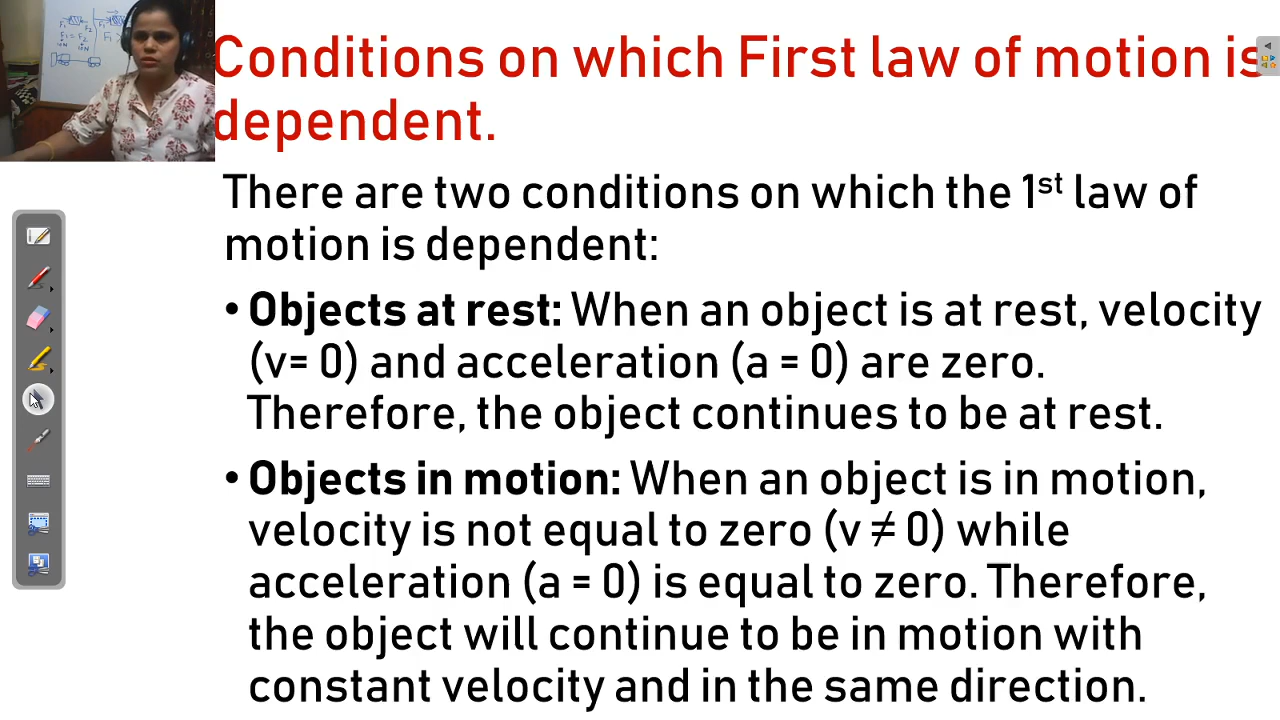 F₁ = F₂
Conditions on which First law of motion is
dependent.
There are two conditions on which the 1st law of
motion is dependent:
• Objects at rest: When an object is at rest, velocity
(v= 0) and acceleration (a = 0) are zero.
Therefore, the object continues to be at rest.
• Objects in motion: When an object is in motion,
velocity is not equal to zero (v ≠ 0) while
acceleration (a = 0) is equal to zero. Therefore,
the object will continue to be in motion with
constant velocity and in the same direction.